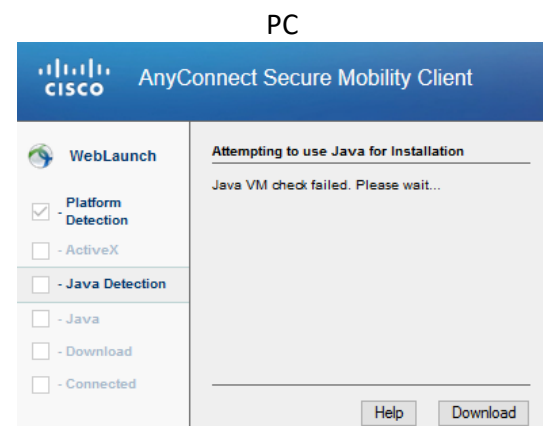 PC
CISCO
AnyConnect Secure Mobility Client
WebLaunch
Attempting to use Java for Installation
Java VM check failed. Please wait...
- Platform
Detection
- ActiveX
- Java Detection
- Java
- Download
- Connected
Help
Download